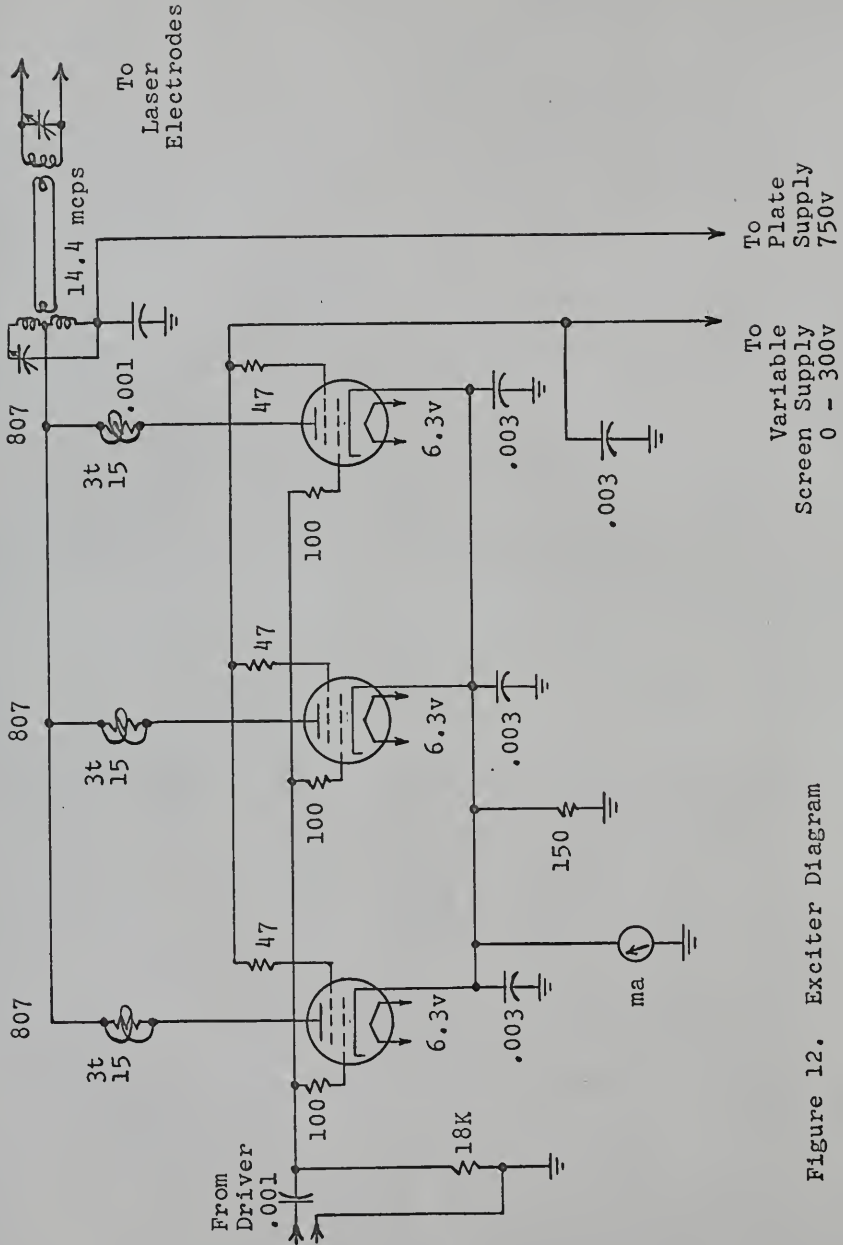 807
807
807
To
Laser
Electrodes
14.4 mcps
.001
3t
15
3t
15
3t
15
47
47
47
From
Driver
.001
100
100
100
18K
6.3v
6.3v
6.3v
.003
.003
.003
.003
ma
150
To
Variable
Screen Supply
0 - 300v
To
Plate
Supply
750v
Figure 12. Exciter Diagram